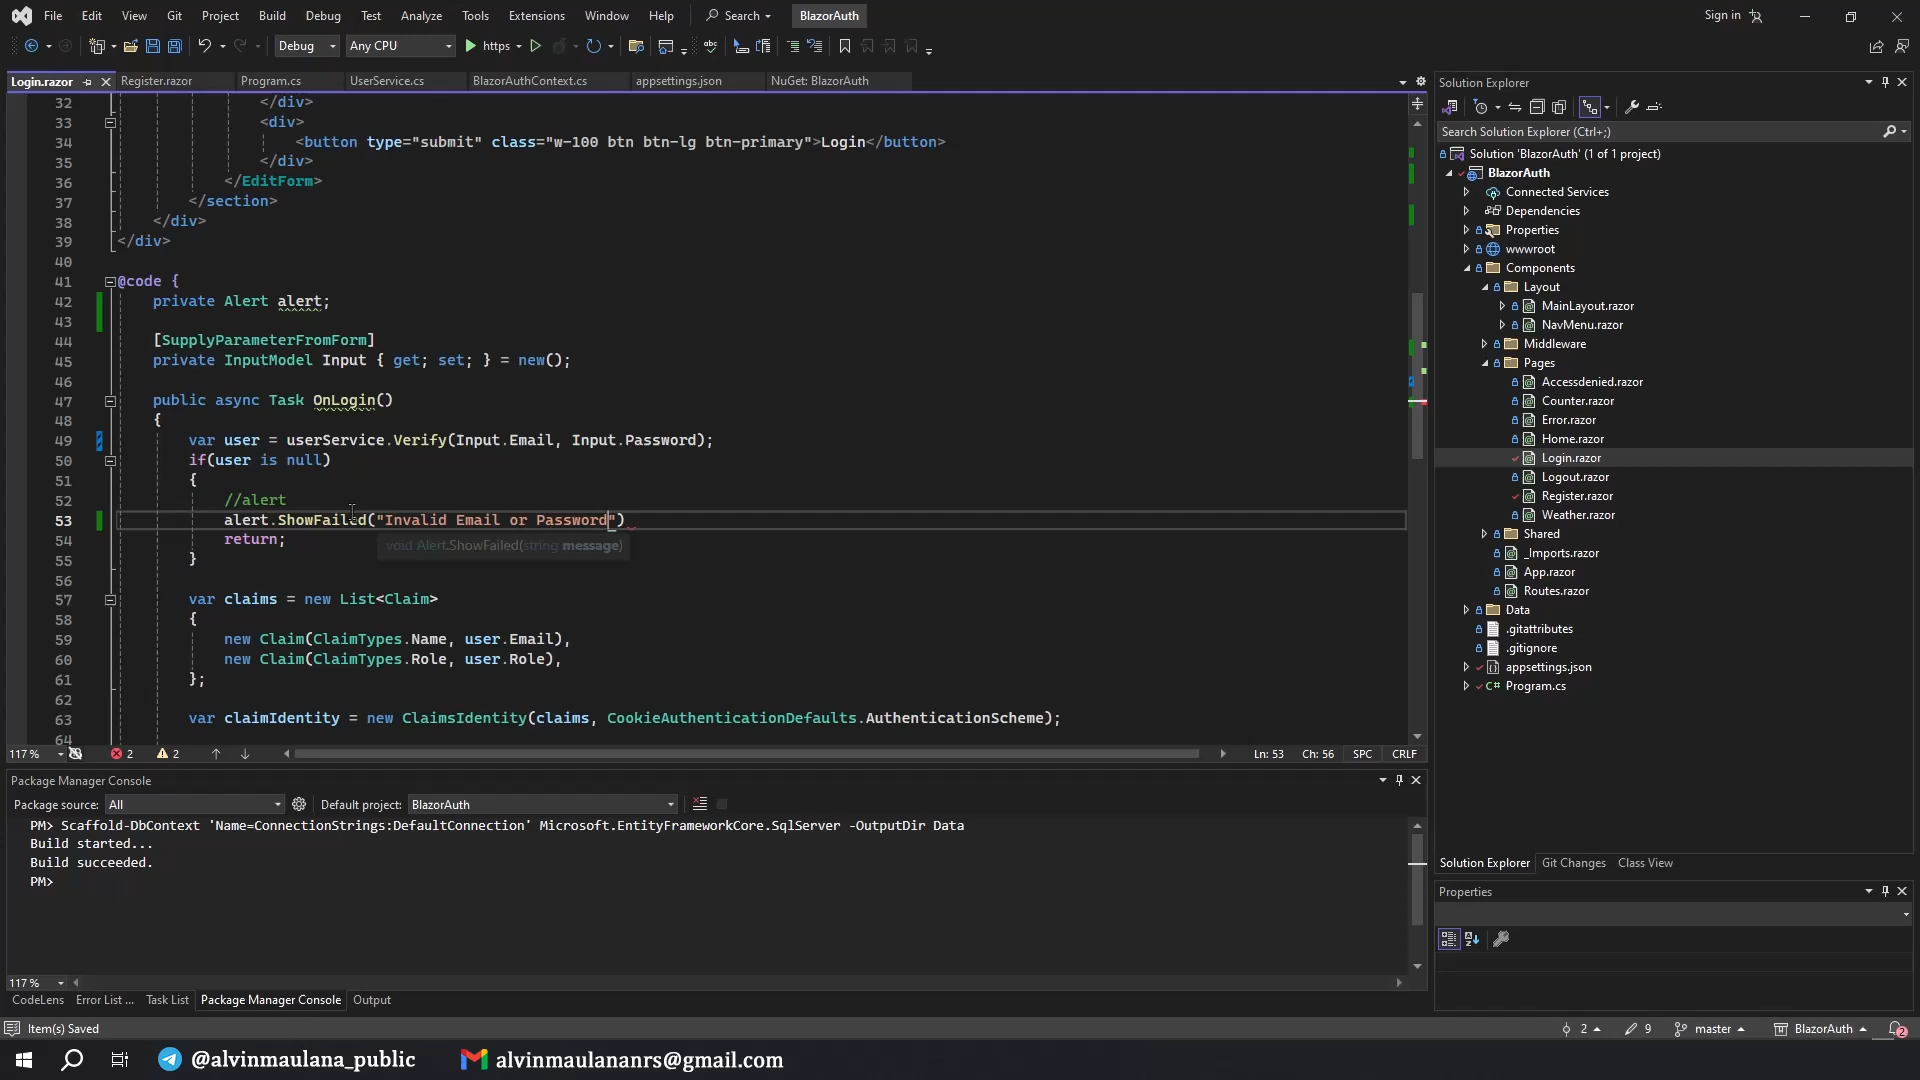 File Edit View Git Project Build Debug Test Analyze Tools Extensions Window Help Search BlazorAuth Sign in
Debug Any CPU https
Login.razor Register.razor Program.cs UserService.cs BlazorAuthContext.cs appsettings.json NuGet: BlazorAuth
32 </div>
33 <div>
34 <button type="submit" class="w-100 btn btn-lg btn-primary">Login</button>
35 </div>
36 </EditForm>
37 </section>
38 </div>
39 </div>
40
41 @code {
42 private Alert alert;
43
44 [SupplyParameterFromForm]
45 private InputModel Input { get; set; } = new();
46
47 public async Task OnLogin()
48 {
49 var user = userService.Verify(Input.Email, Input.Password);
50 if(user is null)
51 {
52 //alert
53 alert.ShowFailed("Invalid Email or Password")
54 return;
void Alert.ShowFailed(string message)
55 }
56
57 var claims = new List<Claim>
58 {
59 new Claim(ClaimTypes.Name, user.Email),
60 new Claim(ClaimTypes.Role, user.Role),
61 };
62
63 var claimIdentity = new ClaimsIdentity(claims, CookieAuthenticationDefaults.AuthenticationScheme);
64
117 % 2 2 Ln: 53 Ch: 56 SPC CRLF
Package Manager Console
Package source: All Default project: BlazorAuth
PM> Scaffold-DbContext 'Name=ConnectionStrings:DefaultConnection' Microsoft.EntityFrameworkCore.SqlServer -OutputDir Data
Build started...
Build succeeded.
PM>
117 %
CodeLens Error List ... Task List Package Manager Console Output
Solution Explorer
Search Solution Explorer (Ctrl+;)
Solution 'BlazorAuth' (1 of 1 project)
BlazorAuth
Connected Services
Dependencies
Properties
wwwroot
Components
Layout
MainLayout.razor
NavMenu.razor
Middleware
Pages
Accessdenied.razor
Counter.razor
Error.razor
Home.razor
Login.razor
Logout.razor
Register.razor
Weather.razor
Shared
_Imports.razor
App.razor
Routes.razor
Data
.gitattributes
.gitignore
appsettings.json
C# Program.cs
Solution Explorer Git Changes Class View
Properties
Item(s) Saved 2 9 master BlazorAuth 2
@alvinmaulana_public alvinmaulananrs@gmail.com